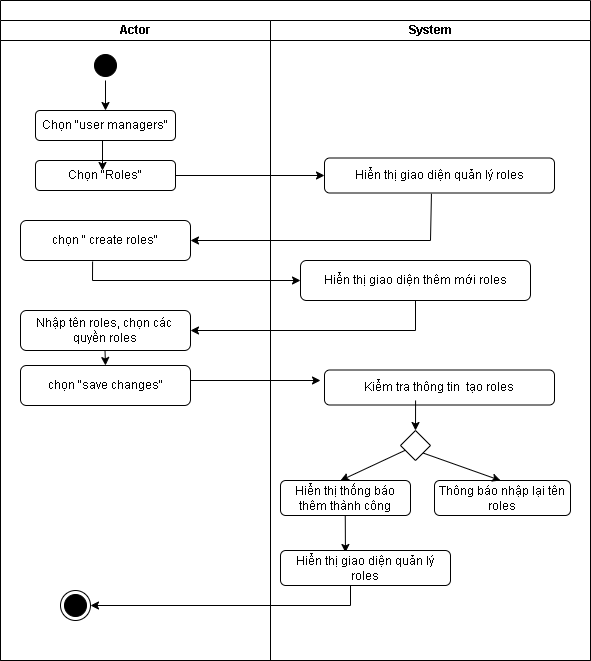 Actor
System
Chọn "user managers"
Chọn "Roles"
Hiển thị giao diện quản lý roles
chọn " create roles"
Hiển thị giao diện thêm mới roles
Nhập tên roles, chọn các
quyền roles
chọn "save changes"
Kiểm tra thông tin tạo roles
Hiển thị thống báo
thêm thành công
Thông báo nhập lại tên
roles
Hiển thị giao diện quản lý
roles